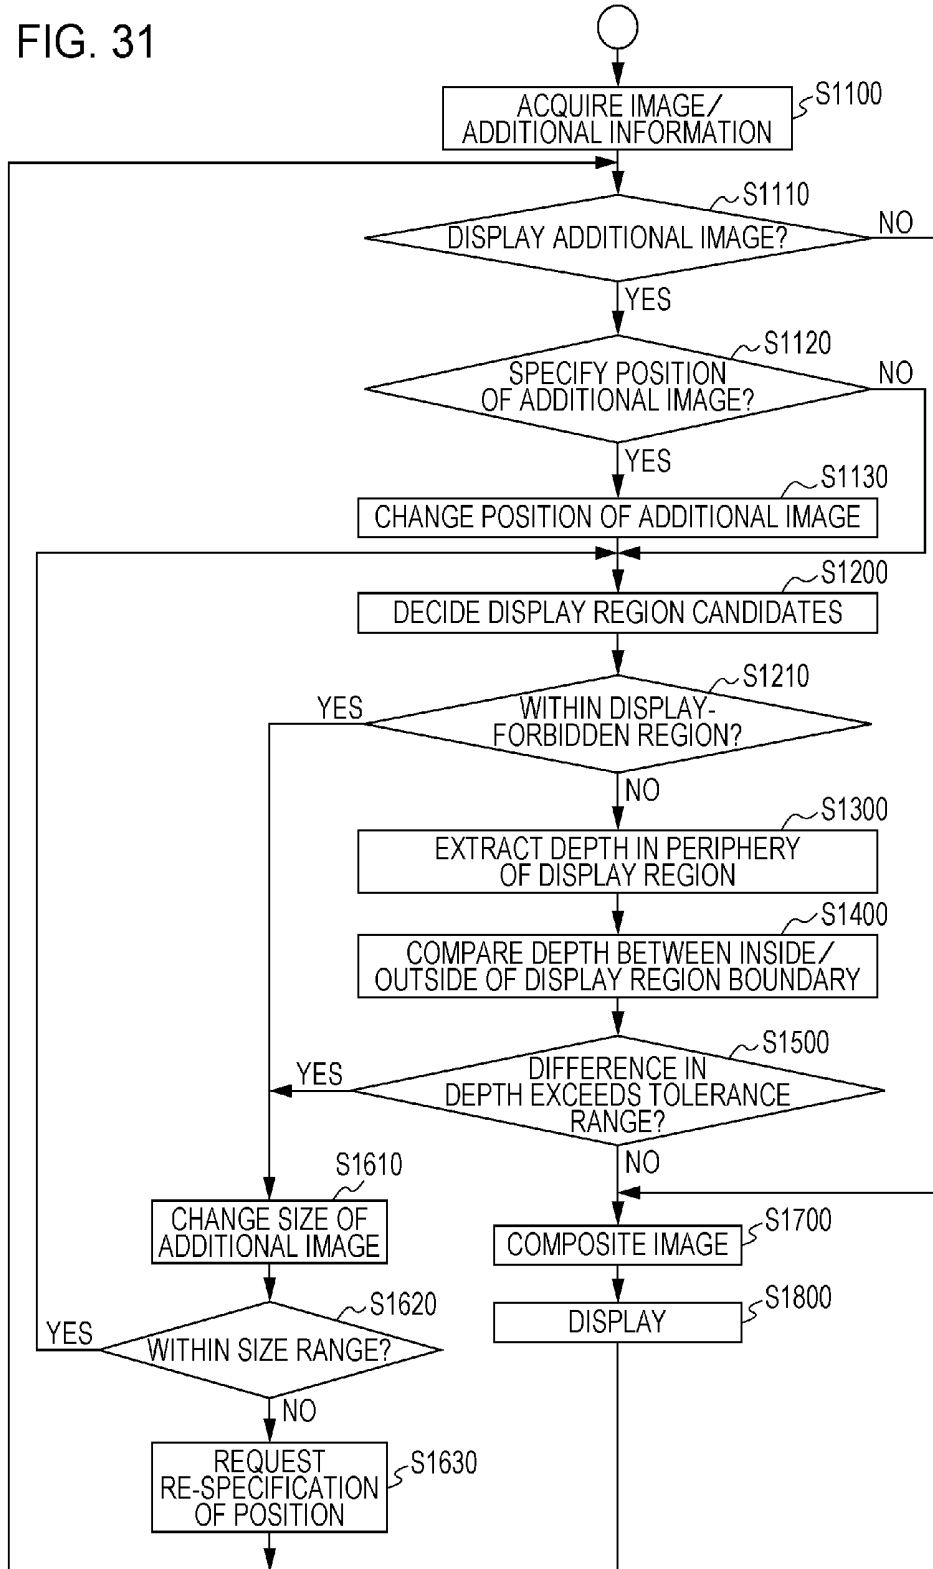 FIG. 31
ACQUIRE IMAGE/
ADDITIONAL INFORMATION
S1100
S1110
DISPLAY ADDITIONAL IMAGE?
NO
YES
S1120
SPECIFY POSITION
OF ADDITIONAL IMAGE?
NO
YES
S1130
CHANGE POSITION OF ADDITIONAL IMAGE
S1200
DECIDE DISPLAY REGION CANDIDATES
S1210
WITHIN DISPLAY-
FORBIDDEN REGION?
YES
NO
S1300
EXTRACT DEPTH IN PERIPHERY
OF DISPLAY REGION
S1400
COMPARE DEPTH BETWEEN INSIDE/
OUTSIDE OF DISPLAY REGION BOUNDARY
S1500
DIFFERENCE IN
DEPTH EXCEEDS TOLERANCE
RANGE?
YES
NO
S1610
CHANGE SIZE OF
ADDITIONAL IMAGE
S1700
COMPOSITE IMAGE
S1620
WITHIN SIZE RANGE?
YES
NO
S1800
DISPLAY
REQUEST
RE-SPECIFICATION
OF POSITION
S1630